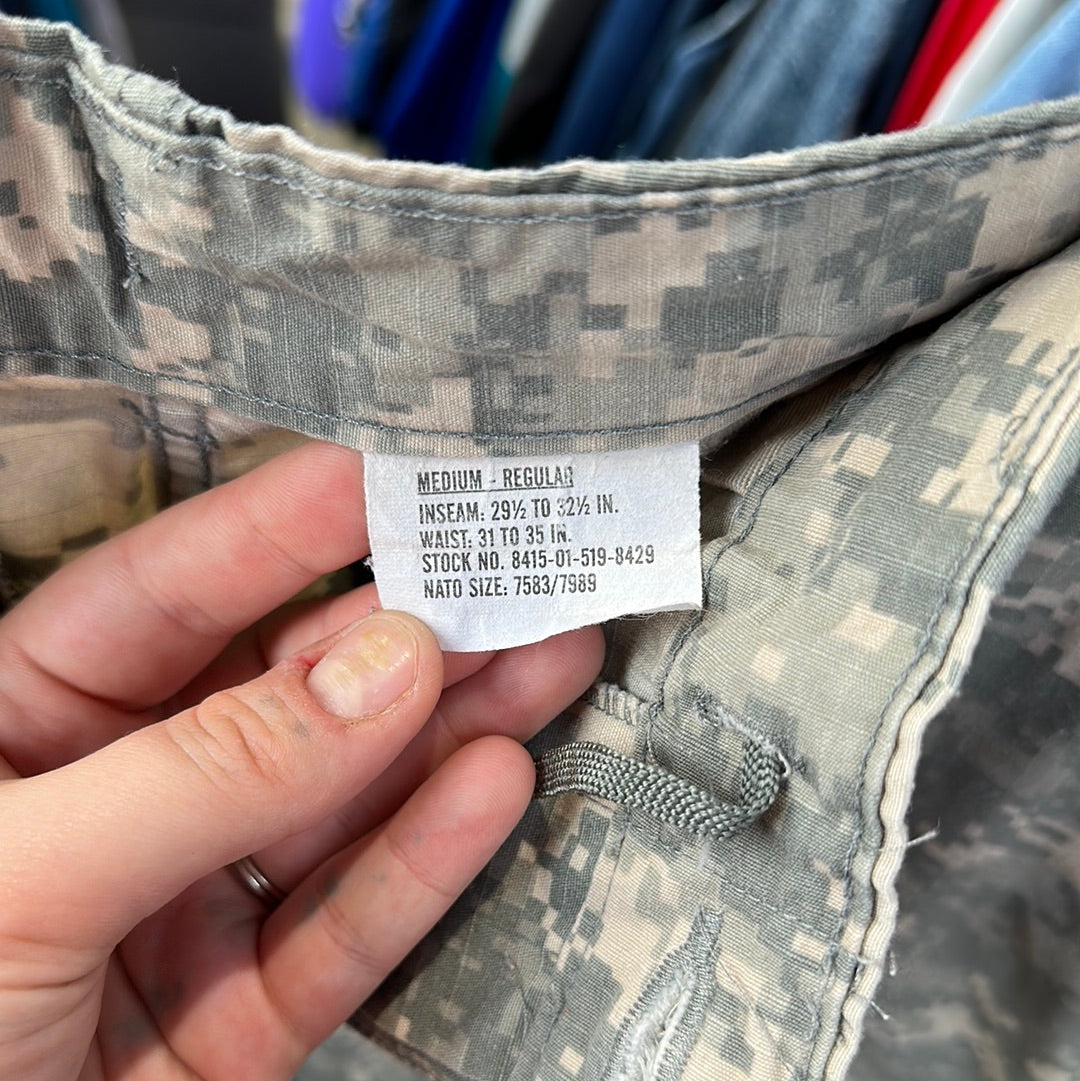 MEDIUM - REGULAR
INSEAM: 29½ TO 32½ IN.
WAIST: 31 TO 35 IN.
STOCK NO. 8415-01-519-8429
NATO SIZE: 7583/7989